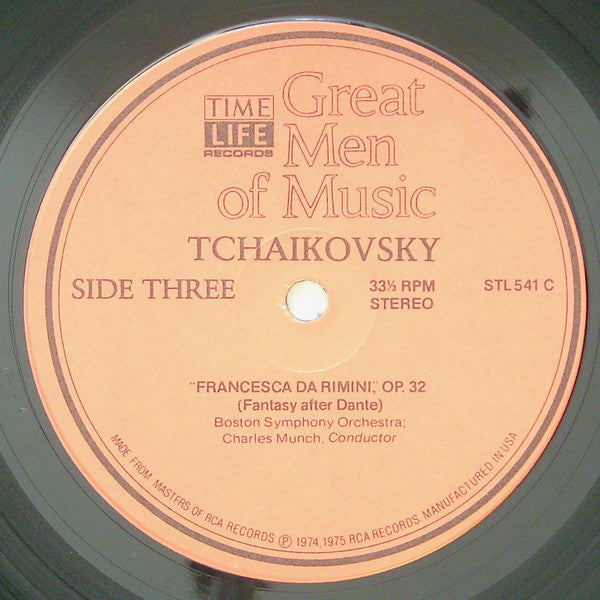 TIME
LIFE
RECORDS
Great
Men
of Music
TCHAIKOVSKY
SIDE THREE
33⅓ RPM
STEREO
STL 541 C
"FRANCESCA DA RIMINI," OP. 32
(Fantasy after Dante)
Boston Symphony Orchestra;
Charles Munch, Conductor
MADE FROM MASTERS OF RCA RECORDS ℗ 1974, 1975 RCA RECORDS. MANUFACTURED IN USA